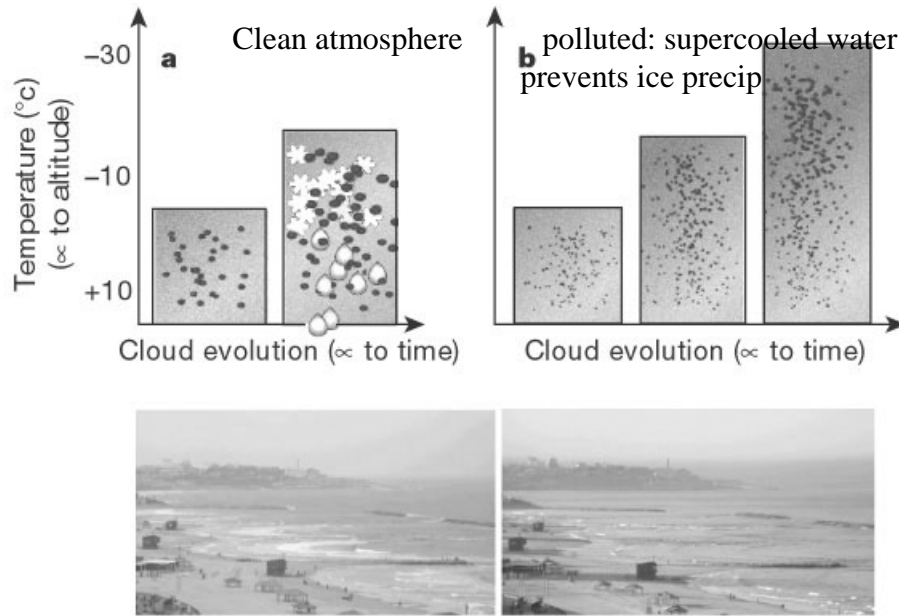 Clean atmosphere
polluted: supercooled water
prevents ice precip
a
b
Temperature (°c)
(∝ to altitude)
−30
−10
+10
Cloud evolution (∝ to time)
Cloud evolution (∝ to time)